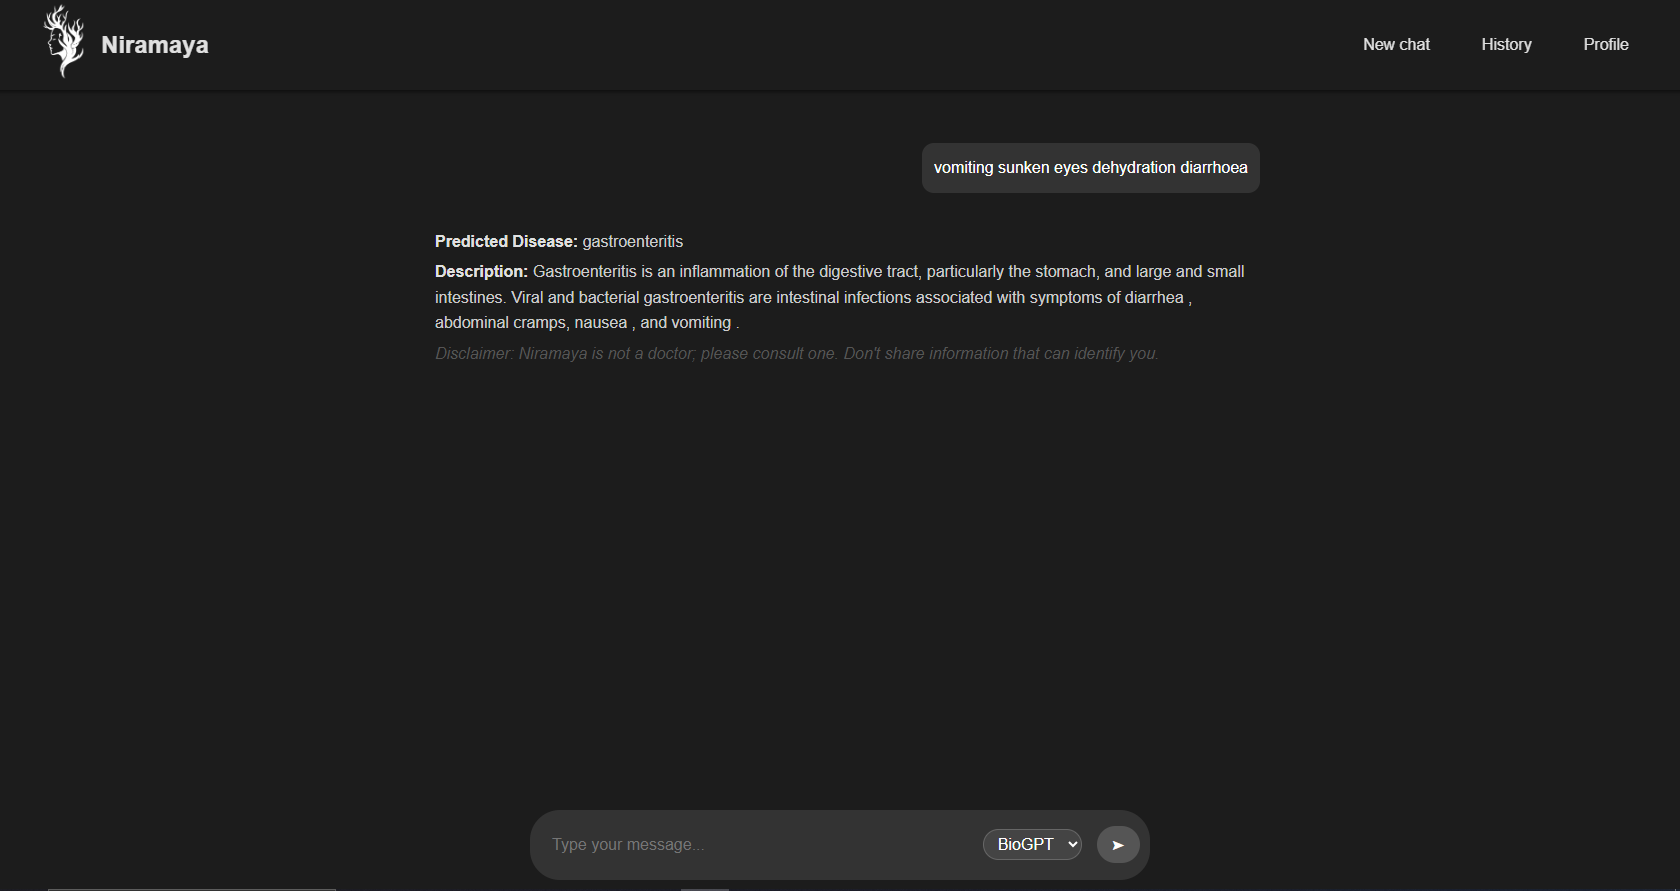 Niramaya
New chat
History
Profile
vomiting sunken eyes dehydration diarrhoea
Predicted Disease: gastroenteritis
Description: Gastroenteritis is an inflammation of the digestive tract, particularly the stomach, and large and small
intestines. Viral and bacterial gastroenteritis are intestinal infections associated with symptoms of diarrhea ,
abdominal cramps, nausea , and vomiting .
Disclaimer: Niramaya is not a doctor; please consult one. Don't share information that can identify you.
Type your message...
BioGPT